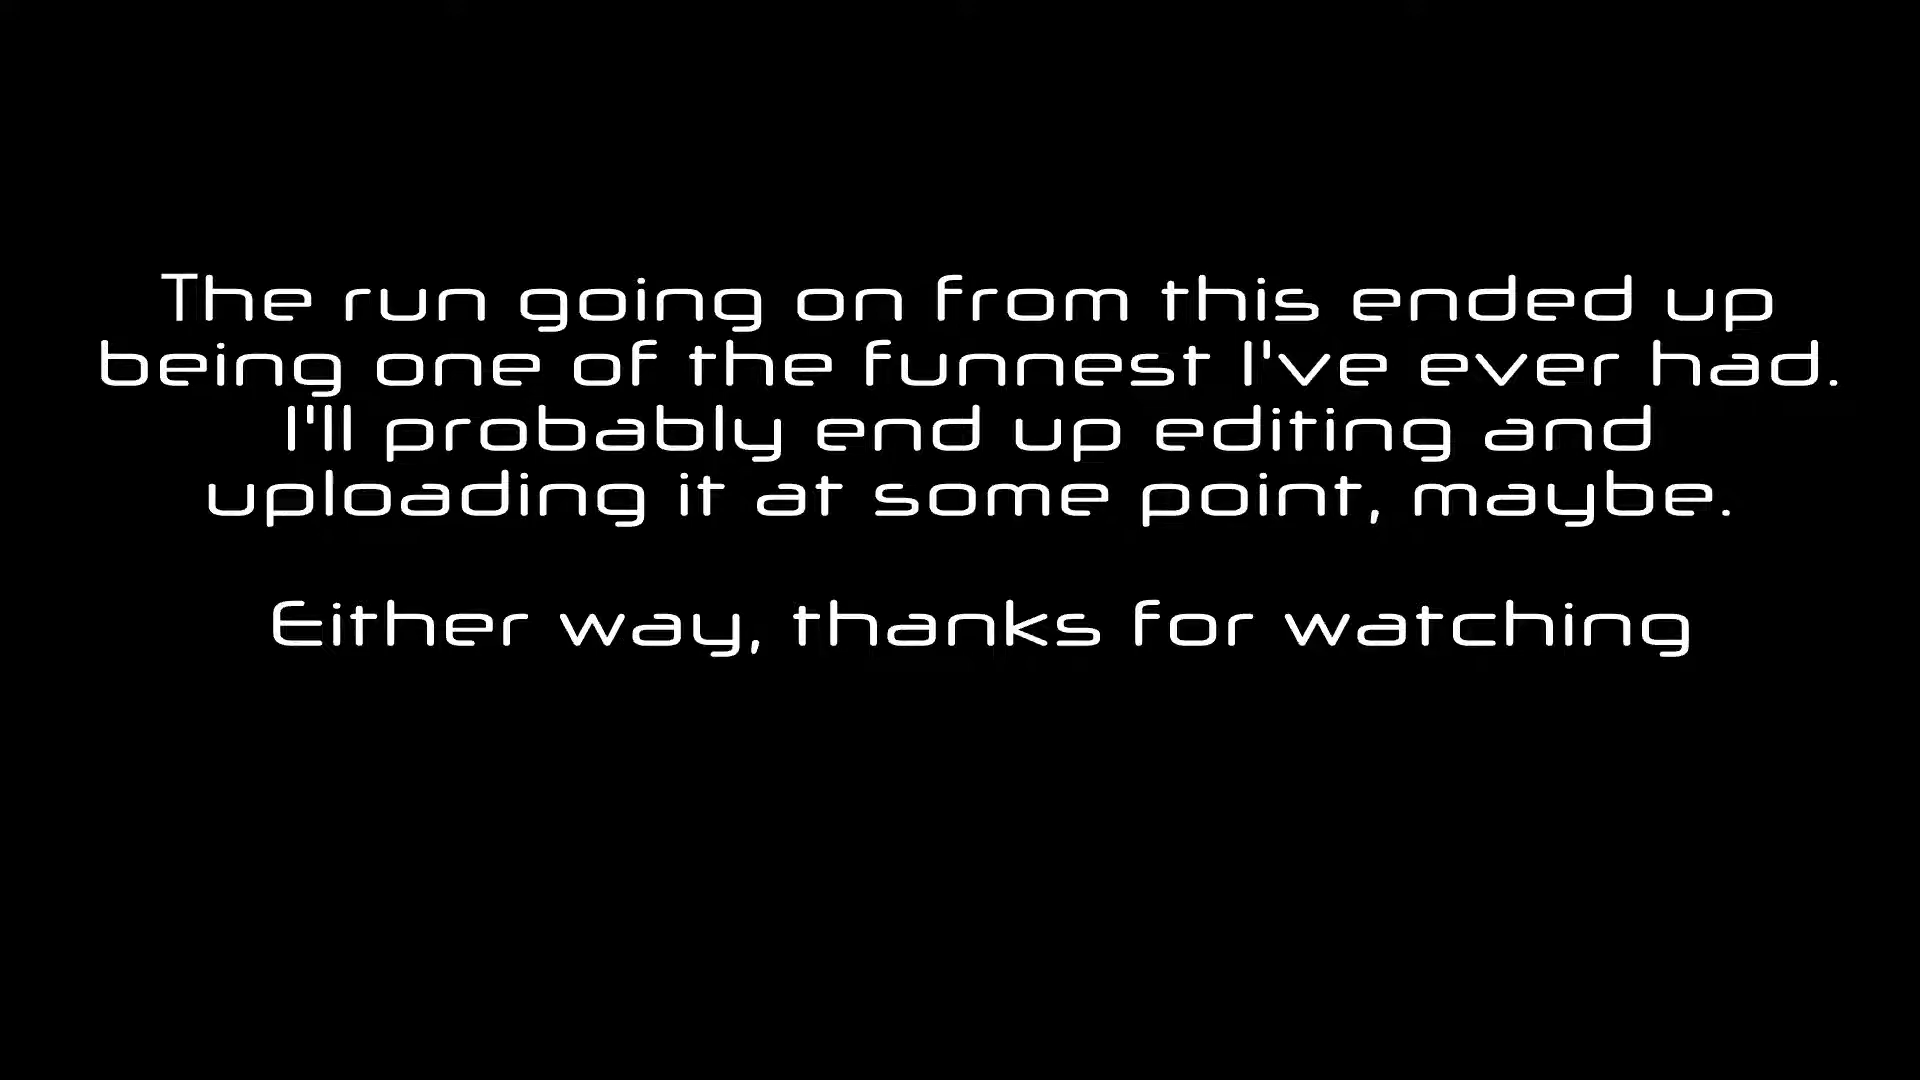 The run going on from this ended up
being one of the funnest I've ever had.
I'll probably end up editing and
uploading it at some point, maybe.
Either way, thanks for watching